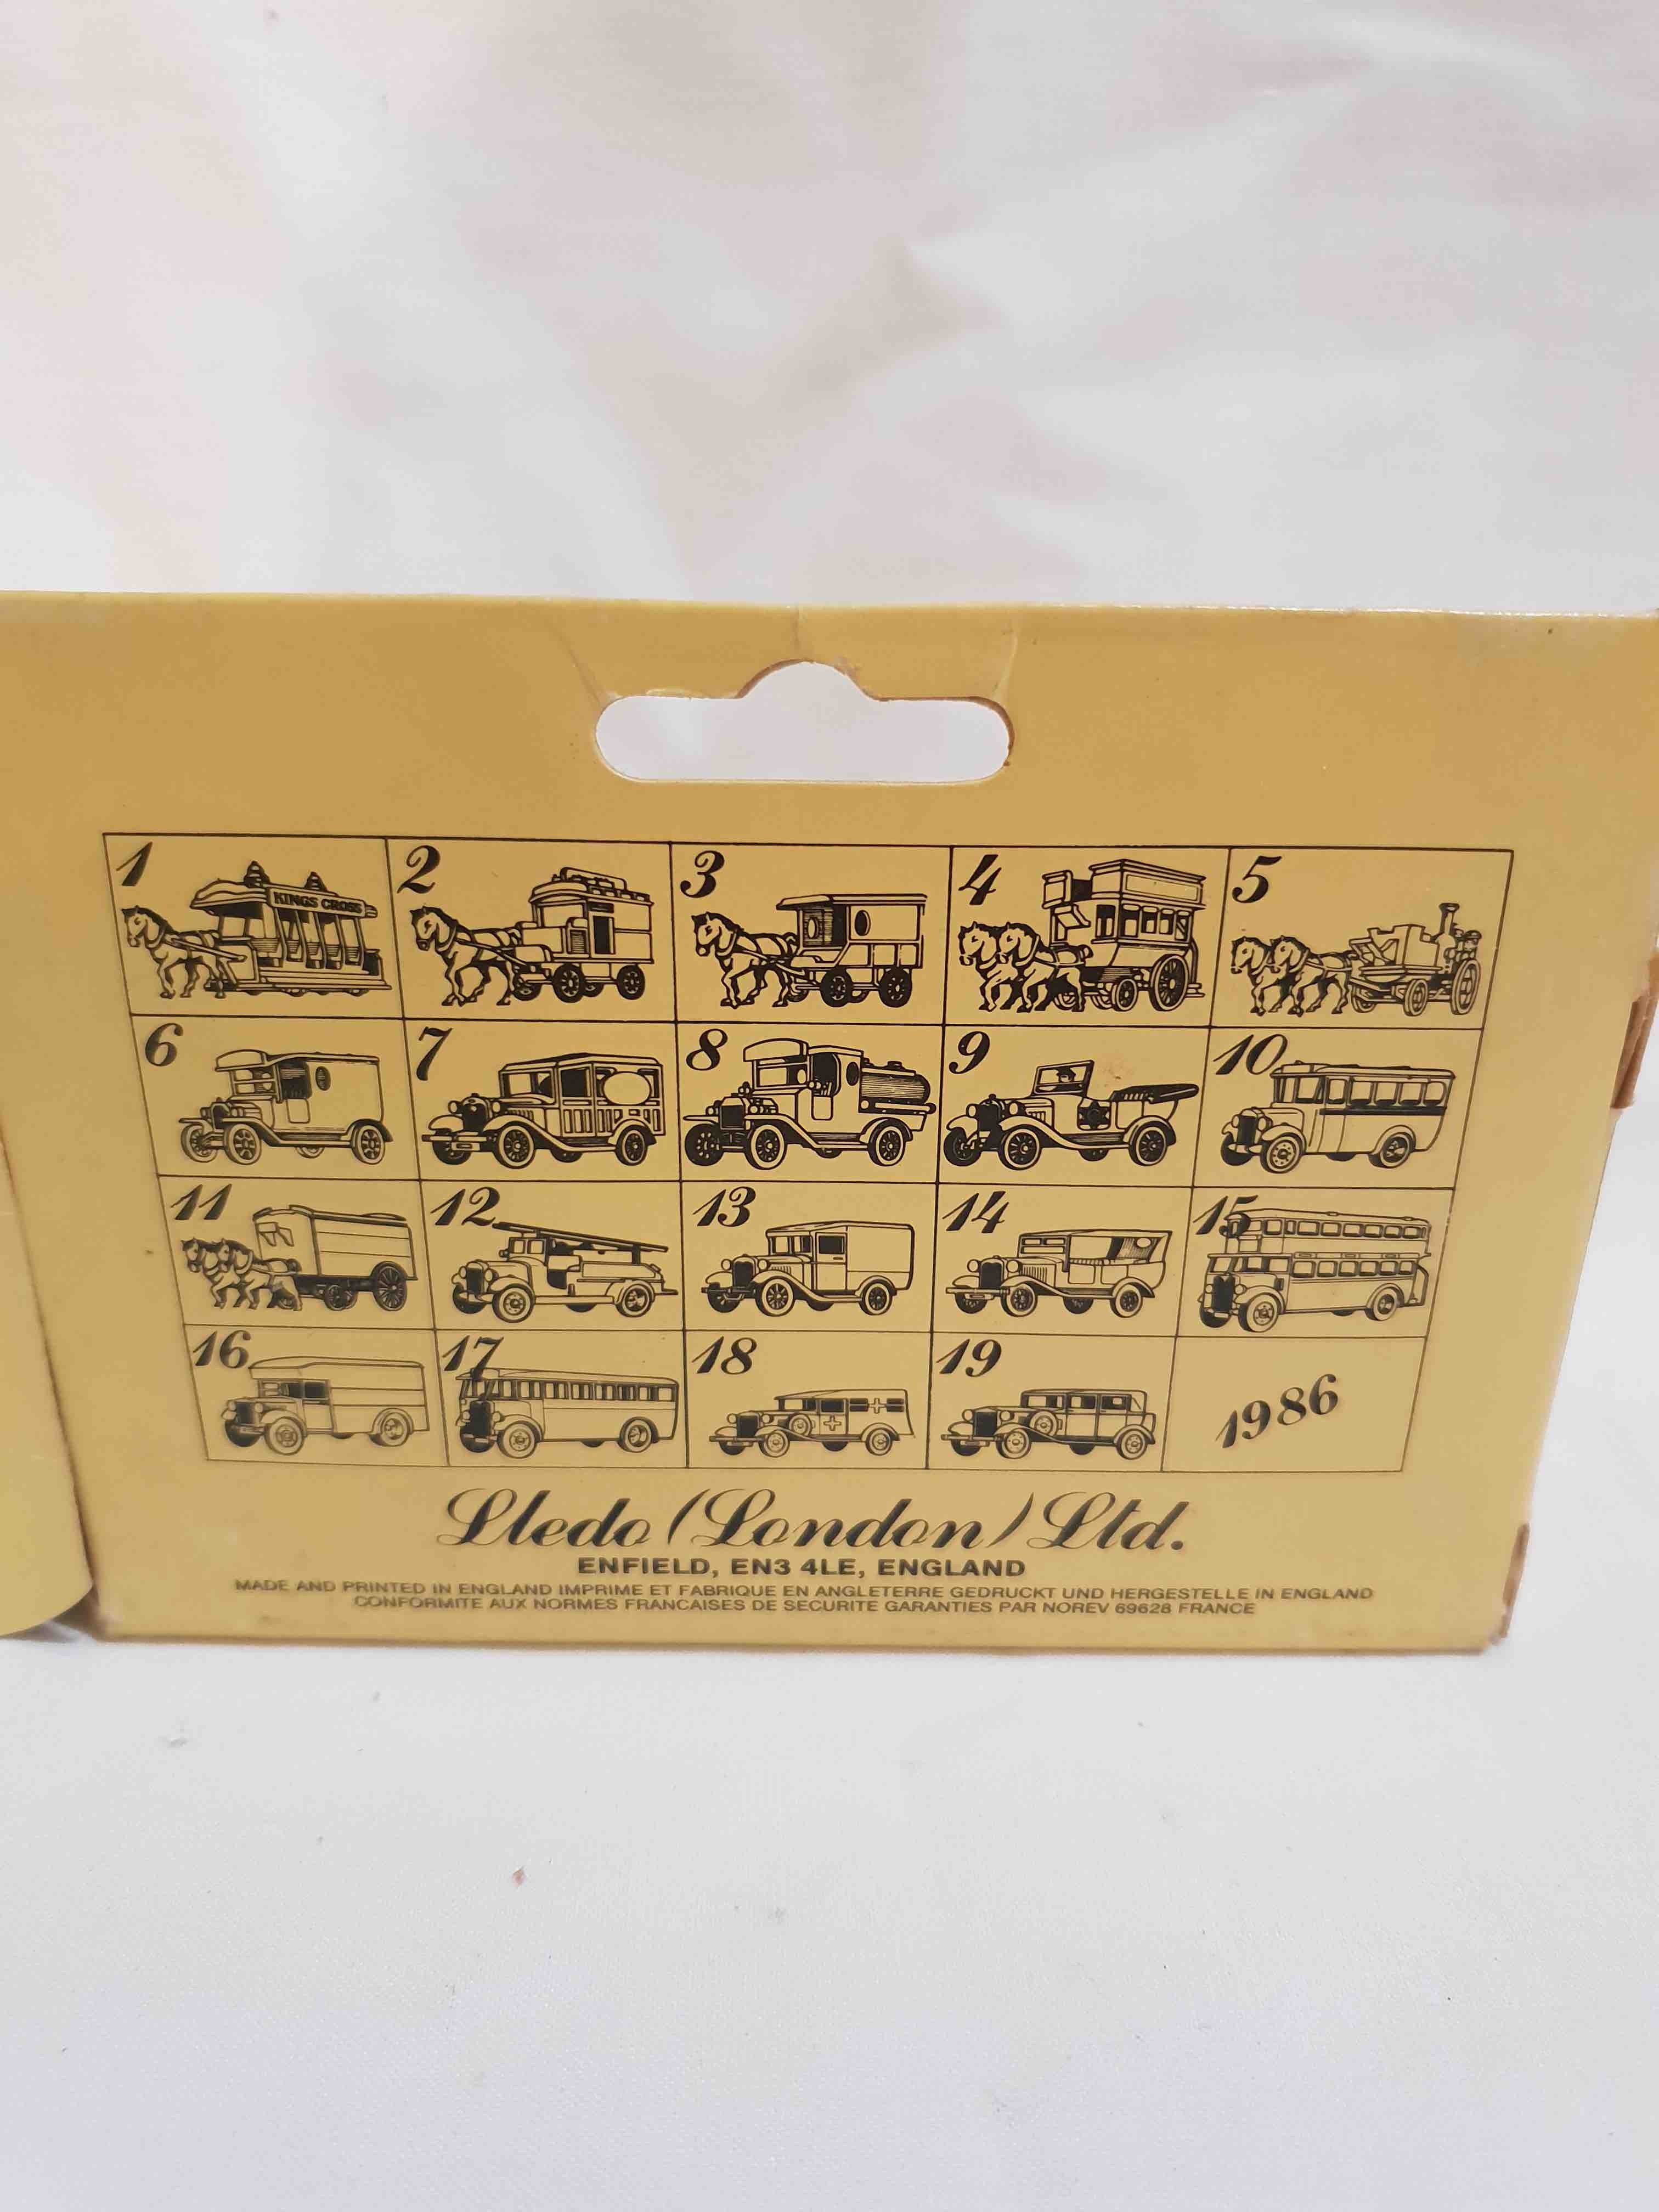 1 2 3 4 5
KINGS CROSS
6 7 8 9 10
11 12 13 14 15
16 17 18 19 1986
Lledo (London) Ltd.
ENFIELD, EN3 4LE, ENGLAND
MADE AND PRINTED IN ENGLAND IMPRIME ET FABRIQUE EN ANGLETERRE GEDRUCKT UND HERGESTELLE IN ENGLAND
CONFORMITE AUX NORMES FRANCAISES DE SECURITE GARANTIES PAR NOREV 69628 FRANCE